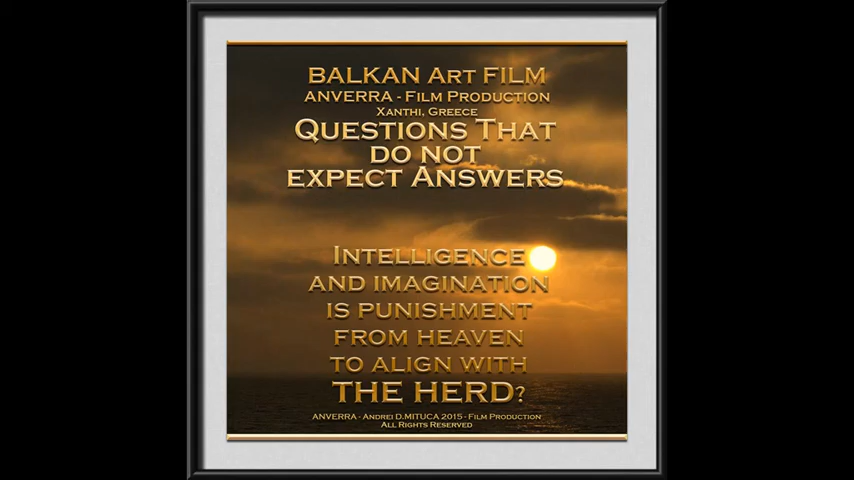 BALKAN ART FILM
ANVERRA - FILM PRODUCTION
XANTHI, GREECE
QUESTIONS THAT
DO NOT
EXPECT ANSWERS
INTELLIGENCE
AND IMAGINATION
IS PUNISHMENT
FROM HEAVEN
TO ALIGN WITH
THE HERD?
ANVERRA - ANDREI D.MITUCA 2015 - FILM PRODUCTION
ALL RIGHTS RESERVED